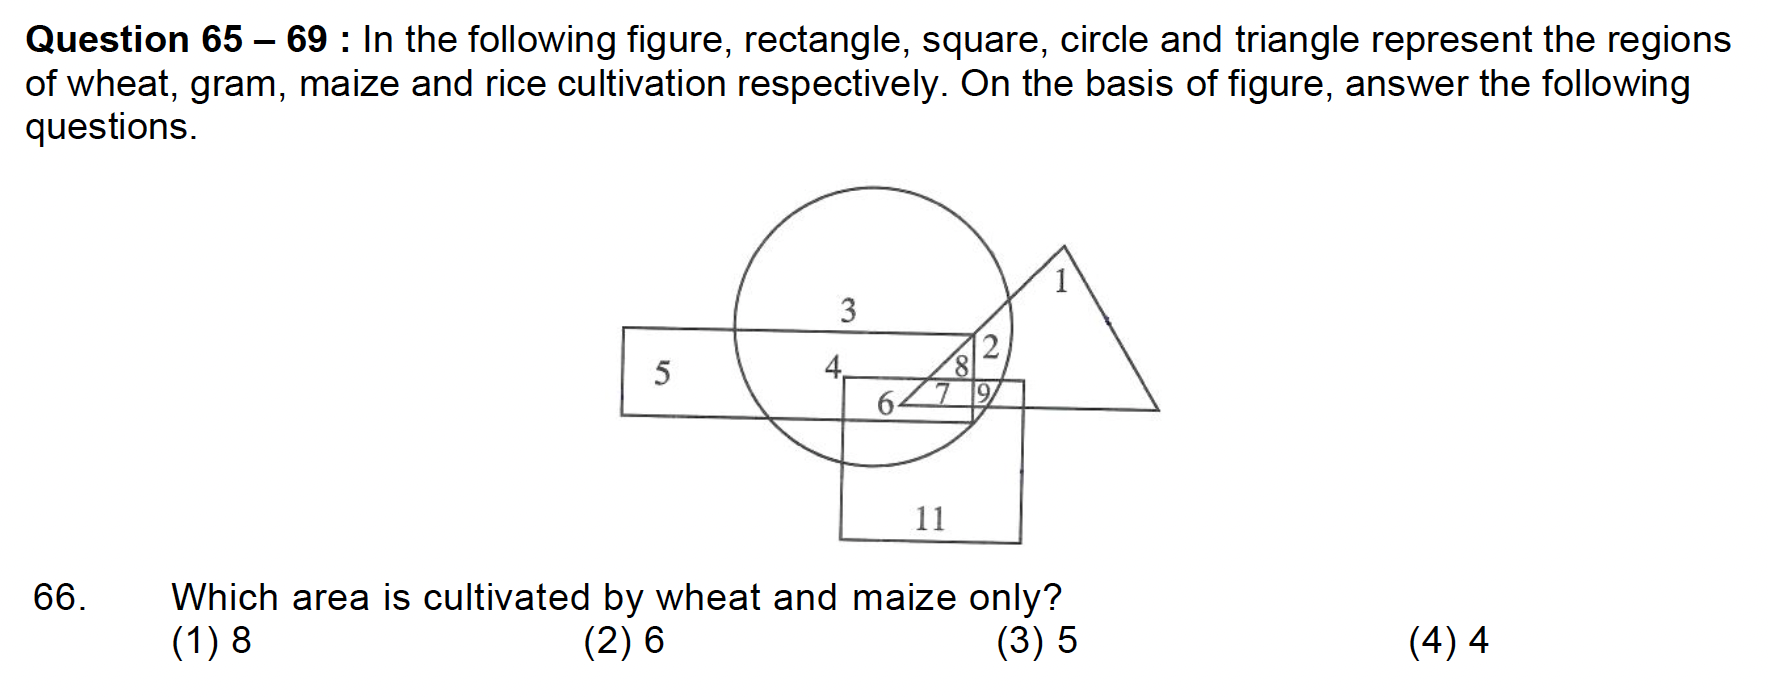 Question 65 – 69 : In the following figure, rectangle, square, circle and triangle represent the regions
of wheat, gram, maize and rice cultivation respectively. On the basis of figure, answer the following
questions.
1
3
2
4
8
5
6
7
9
11
66. Which area is cultivated by wheat and maize only?
(1) 8 (2) 6 (3) 5 (4) 4